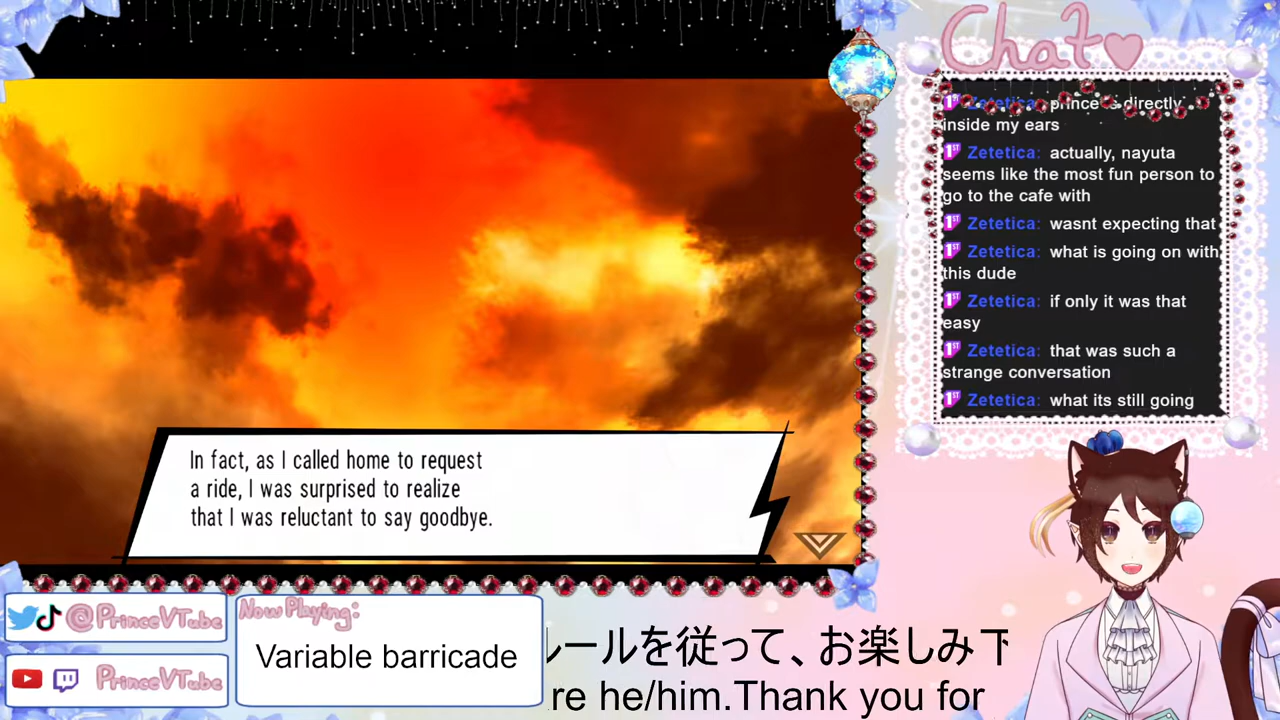 Chat
Zetetica: prince is directly
inside my ears
Zetetica: actually, nayuta
seems like the most fun person to
go to the cafe with
Zetetica: wasnt expecting that
Zetetica: what is going on with
this dude
Zetetica: if only it was that
easy
Zetetica: that was such a
strange conversation
Zetetica: what its still going
In fact, as I called home to request
a ride, I was surprised to realize
that I was reluctant to say goodbye.
@PrinceVTube
PrinceVTube
Now Playing:
Variable barricade
ルールを従って、お楽しみ下
re he/him.Thank you for